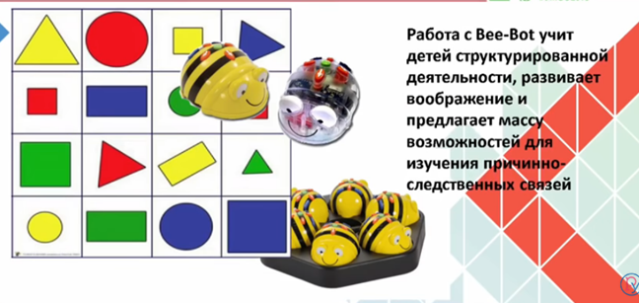 Работа с Bee-Bot учит
детей структурированной
деятельности, развивает
воображение и
предлагает массу
возможностей для
изучения причинно-
следственных связей